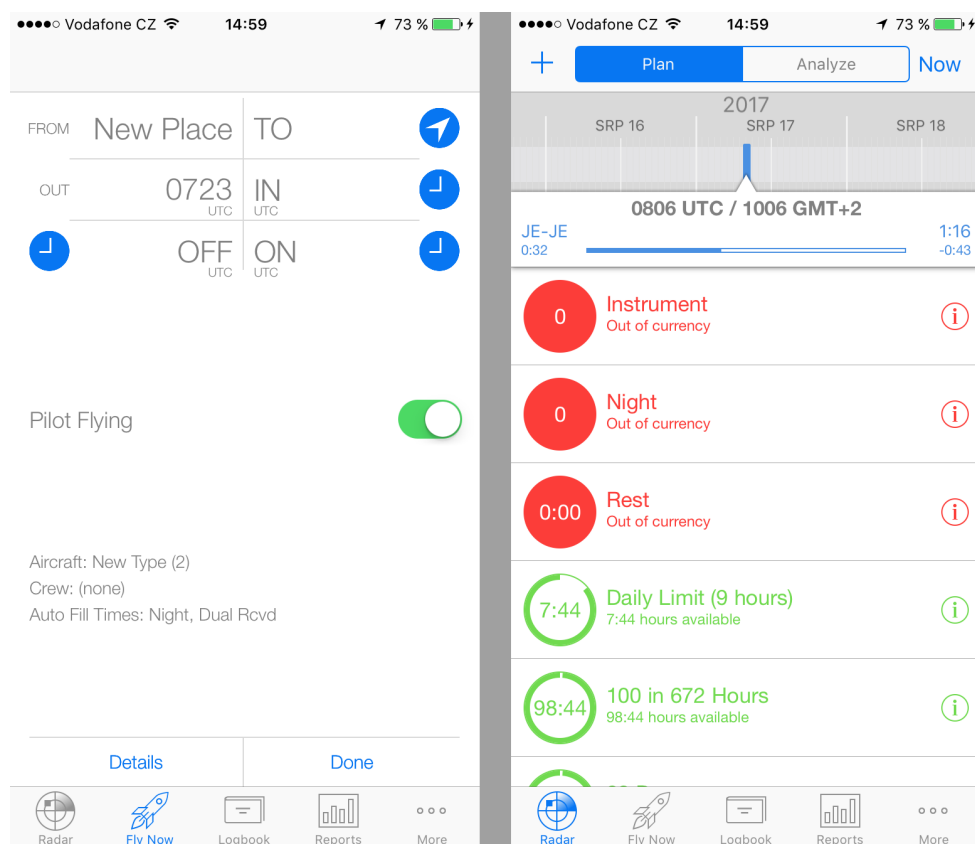 Vodafone CZ 14:59 73 %
FROM New Place TO
OUT 0723 IN
UTC UTC
OFF ON
UTC UTC
Pilot Flying
Aircraft: New Type (2)
Crew: (none)
Auto Fill Times: Night, Dual Rcvd
Details Done
Radar Fly Now Logbook Reports More
Vodafone CZ 14:59 73 %
+ Plan Analyze Now
2017
SRP 16 SRP 17 SRP 18
0806 UTC / 1006 GMT+2
JE-JE 1:16
0:32 -0:43
0 Instrument
Out of currency
0 Night
Out of currency
0:00 Rest
Out of currency
7:44 Daily Limit (9 hours)
7:44 hours available
98:44 100 in 672 Hours
98:44 hours available
Radar Fly Now Logbook Reports More